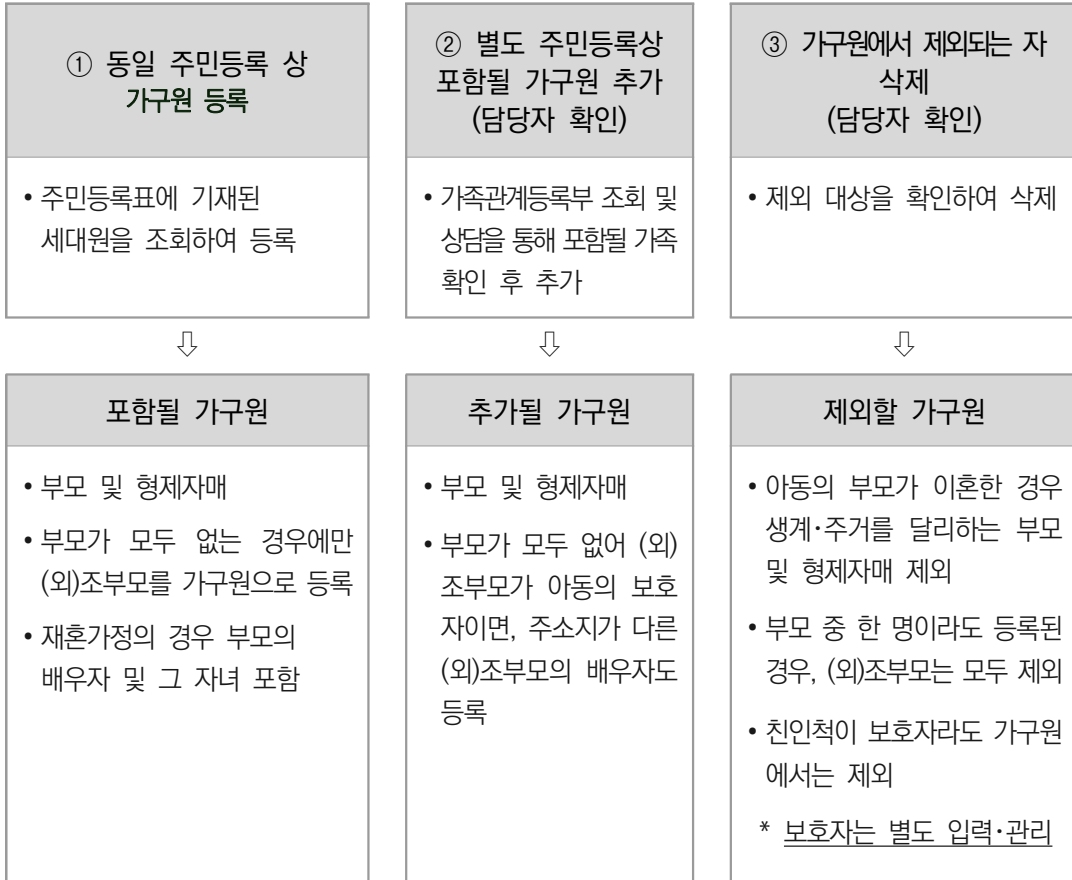 ① 동일 주민등록 상
가구원 등록
• 주민등록표에 기재된
세대원을 조회하여 등록
⇩
포함될 가구원
• 부모 및 형제자매
• 부모가 모두 없는 경우에만
(외)조부모를 가구원으로 등록
• 재혼가정의 경우 부모의
배우자 및 그 자녀 포함
② 별도 주민등록상
포함될 가구원 추가
(담당자 확인)
• 가족관계등록부 조회 및
상담을 통해 포함될 가족
확인 후 추가
⇩
추가될 가구원
• 부모 및 형제자매
• 부모가 모두 없어 (외)
조부모가 아동의 보호
자이면, 주소지가 다른
(외)조부모의 배우자도
등록
③ 가구원에서 제외되는 자
삭제
(담당자 확인)
• 제외 대상을 확인하여 삭제
⇩
제외할 가구원
• 아동의 부모가 이혼한 경우
생계·주거를 달리하는 부모
및 형제자매 제외
• 부모 중 한 명이라도 등록된
경우, (외)조부모는 모두 제외
• 친인척이 보호자라도 가구원
에서는 제외
* 보호자는 별도 입력·관리